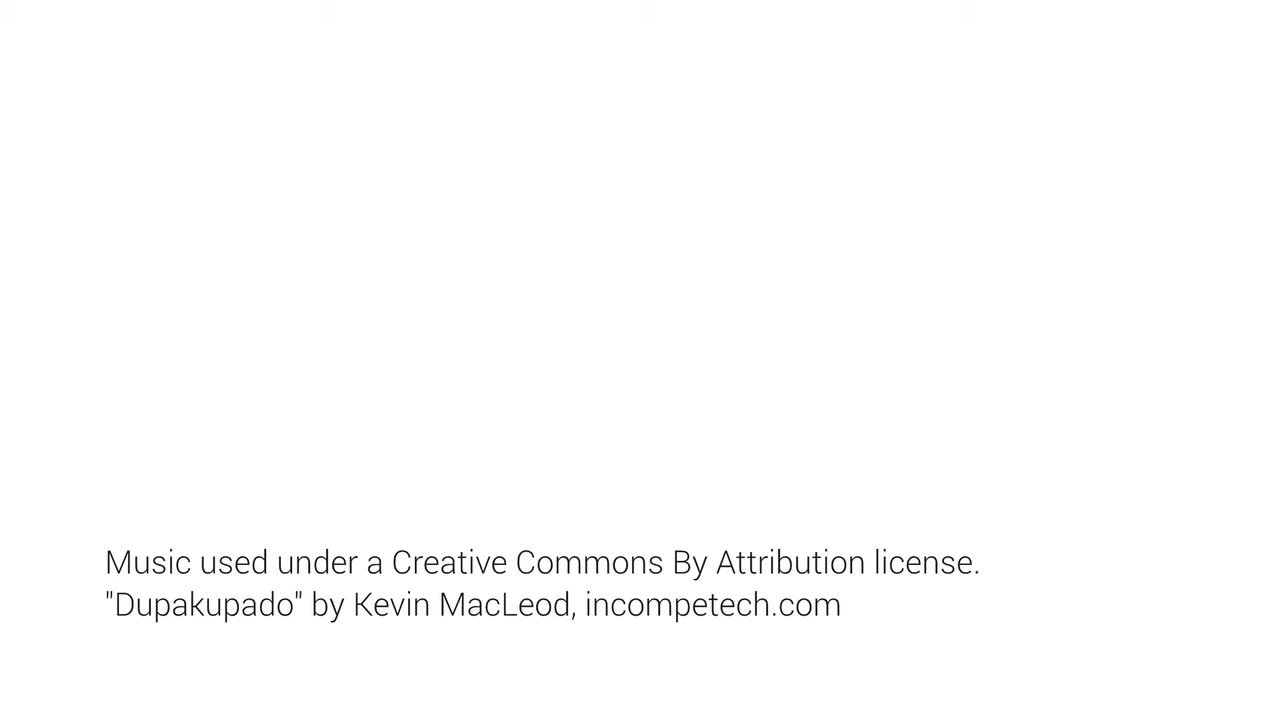 Music used under a Creative Commons By Attribution license.
"Dupakupado" by Kevin MacLeod, incompetech.com